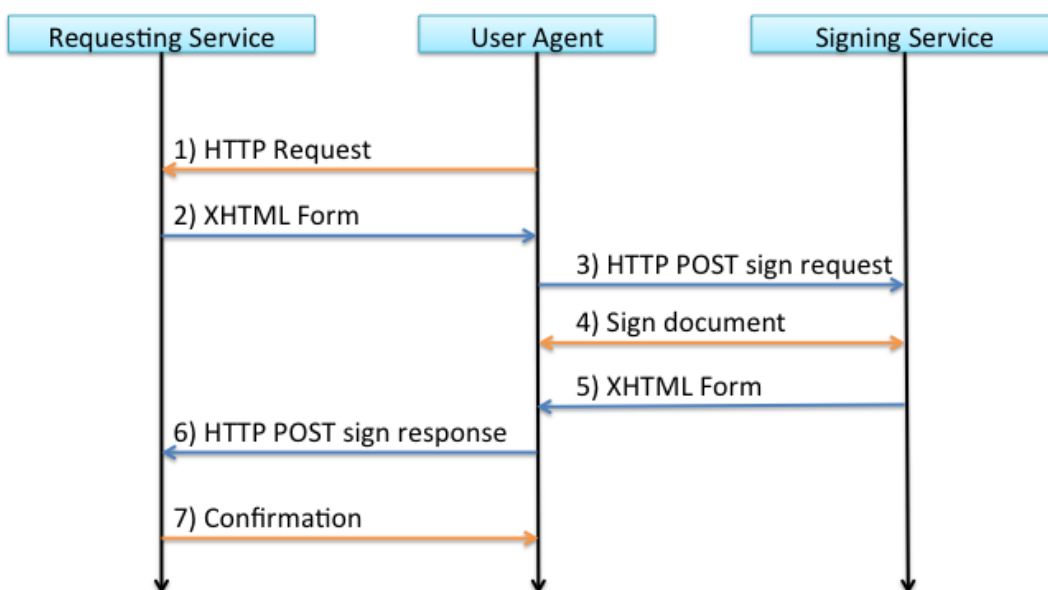 Requesting Service
User Agent
Signing Service
1) HTTP Request
2) XHTML Form
3) HTTP POST sign request
4) Sign document
5) XHTML Form
6) HTTP POST sign response
7) Confirmation